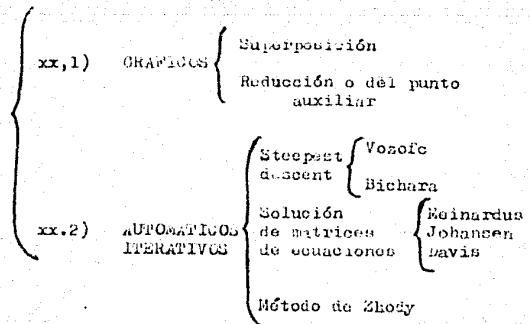 xx,1) GRAFICOS
Superposición
Reducción o del punto
auxiliar
xx.2) AUTOMATICOS
ITERATIVOS
Steepest
descent
Vozofc
Bichara
Solución
de matrices
de ecuaciones
Reinardus
Johansen
Davis
Método de Zhody